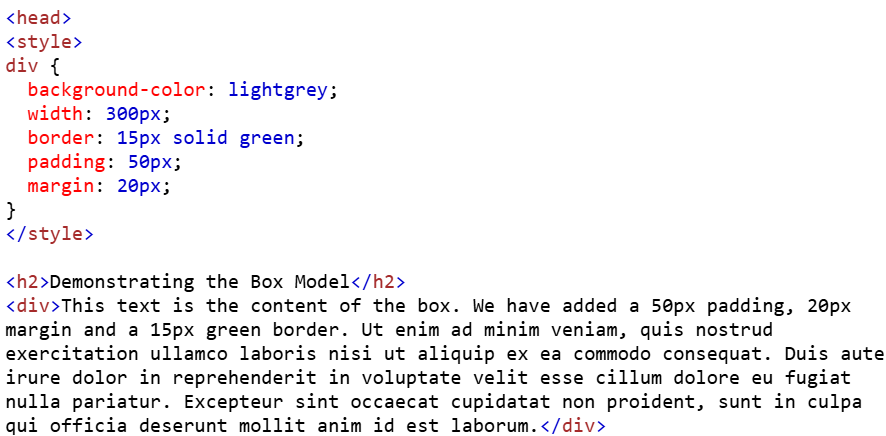 <head>
<style>
div {
  background-color: lightgrey;
  width: 300px;
  border: 15px solid green;
  padding: 50px;
  margin: 20px;
}
</style>

<h2>Demonstrating the Box Model</h2>
<div>This text is the content of the box. We have added a 50px padding, 20px
margin and a 15px green border. Ut enim ad minim veniam, quis nostrud
exercitation ullamco laboris nisi ut aliquip ex ea commodo consequat. Duis aute
irure dolor in reprehenderit in voluptate velit esse cillum dolore eu fugiat
nulla pariatur. Excepteur sint occaecat cupidatat non proident, sunt in culpa
qui officia deserunt mollit anim id est laborum.</div>